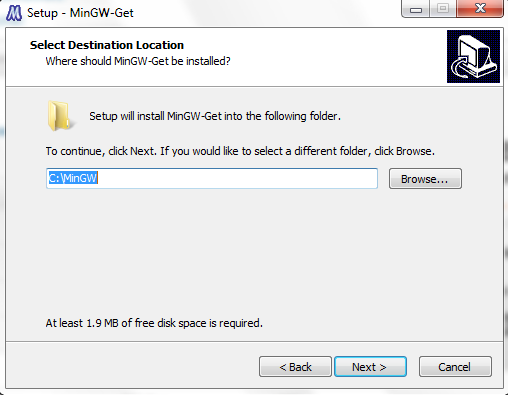 Setup - MinGW-Get
Select Destination Location
Where should MinGW-Get be installed?
Setup will install MinGW-Get into the following folder.
To continue, click Next. If you would like to select a different folder, click Browse.
C:\MinGW
Browse...
At least 1.9 MB of free disk space is required.
< Back
Next >
Cancel